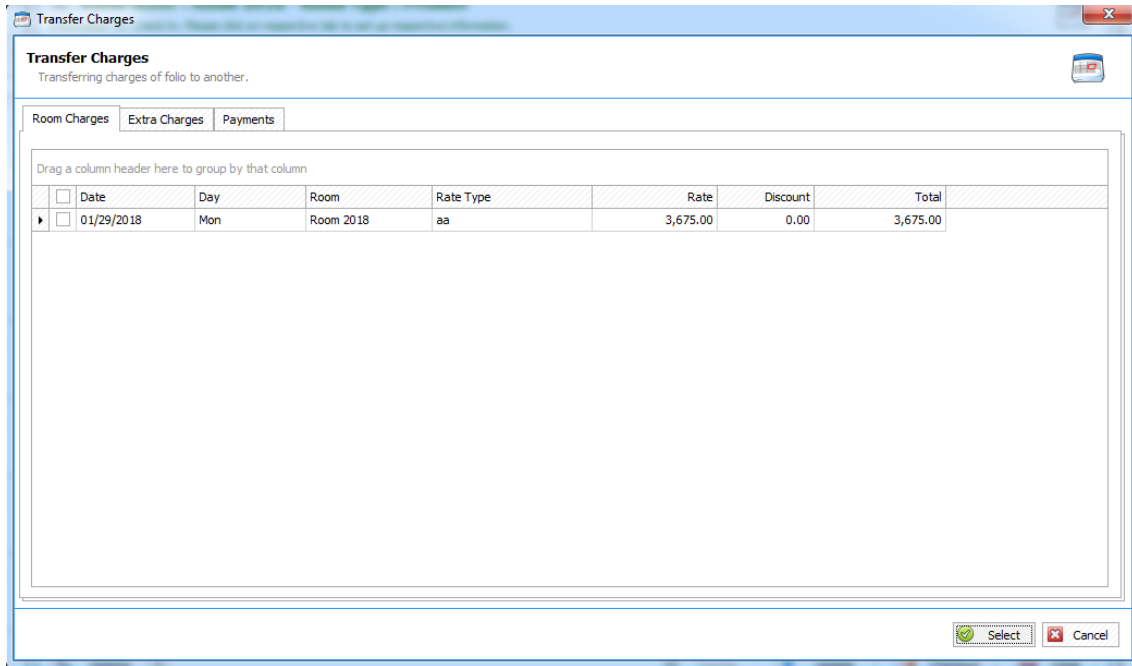 Transfer Charges
Transfer Charges
Transferring charges of folio to another.
Room Charges Extra Charges Payments
Drag a column header here to group by that column
Date Day Room Rate Type Rate Discount Total
01/29/2018 Mon Room 2018 aa 3,675.00 0.00 3,675.00
Select Cancel